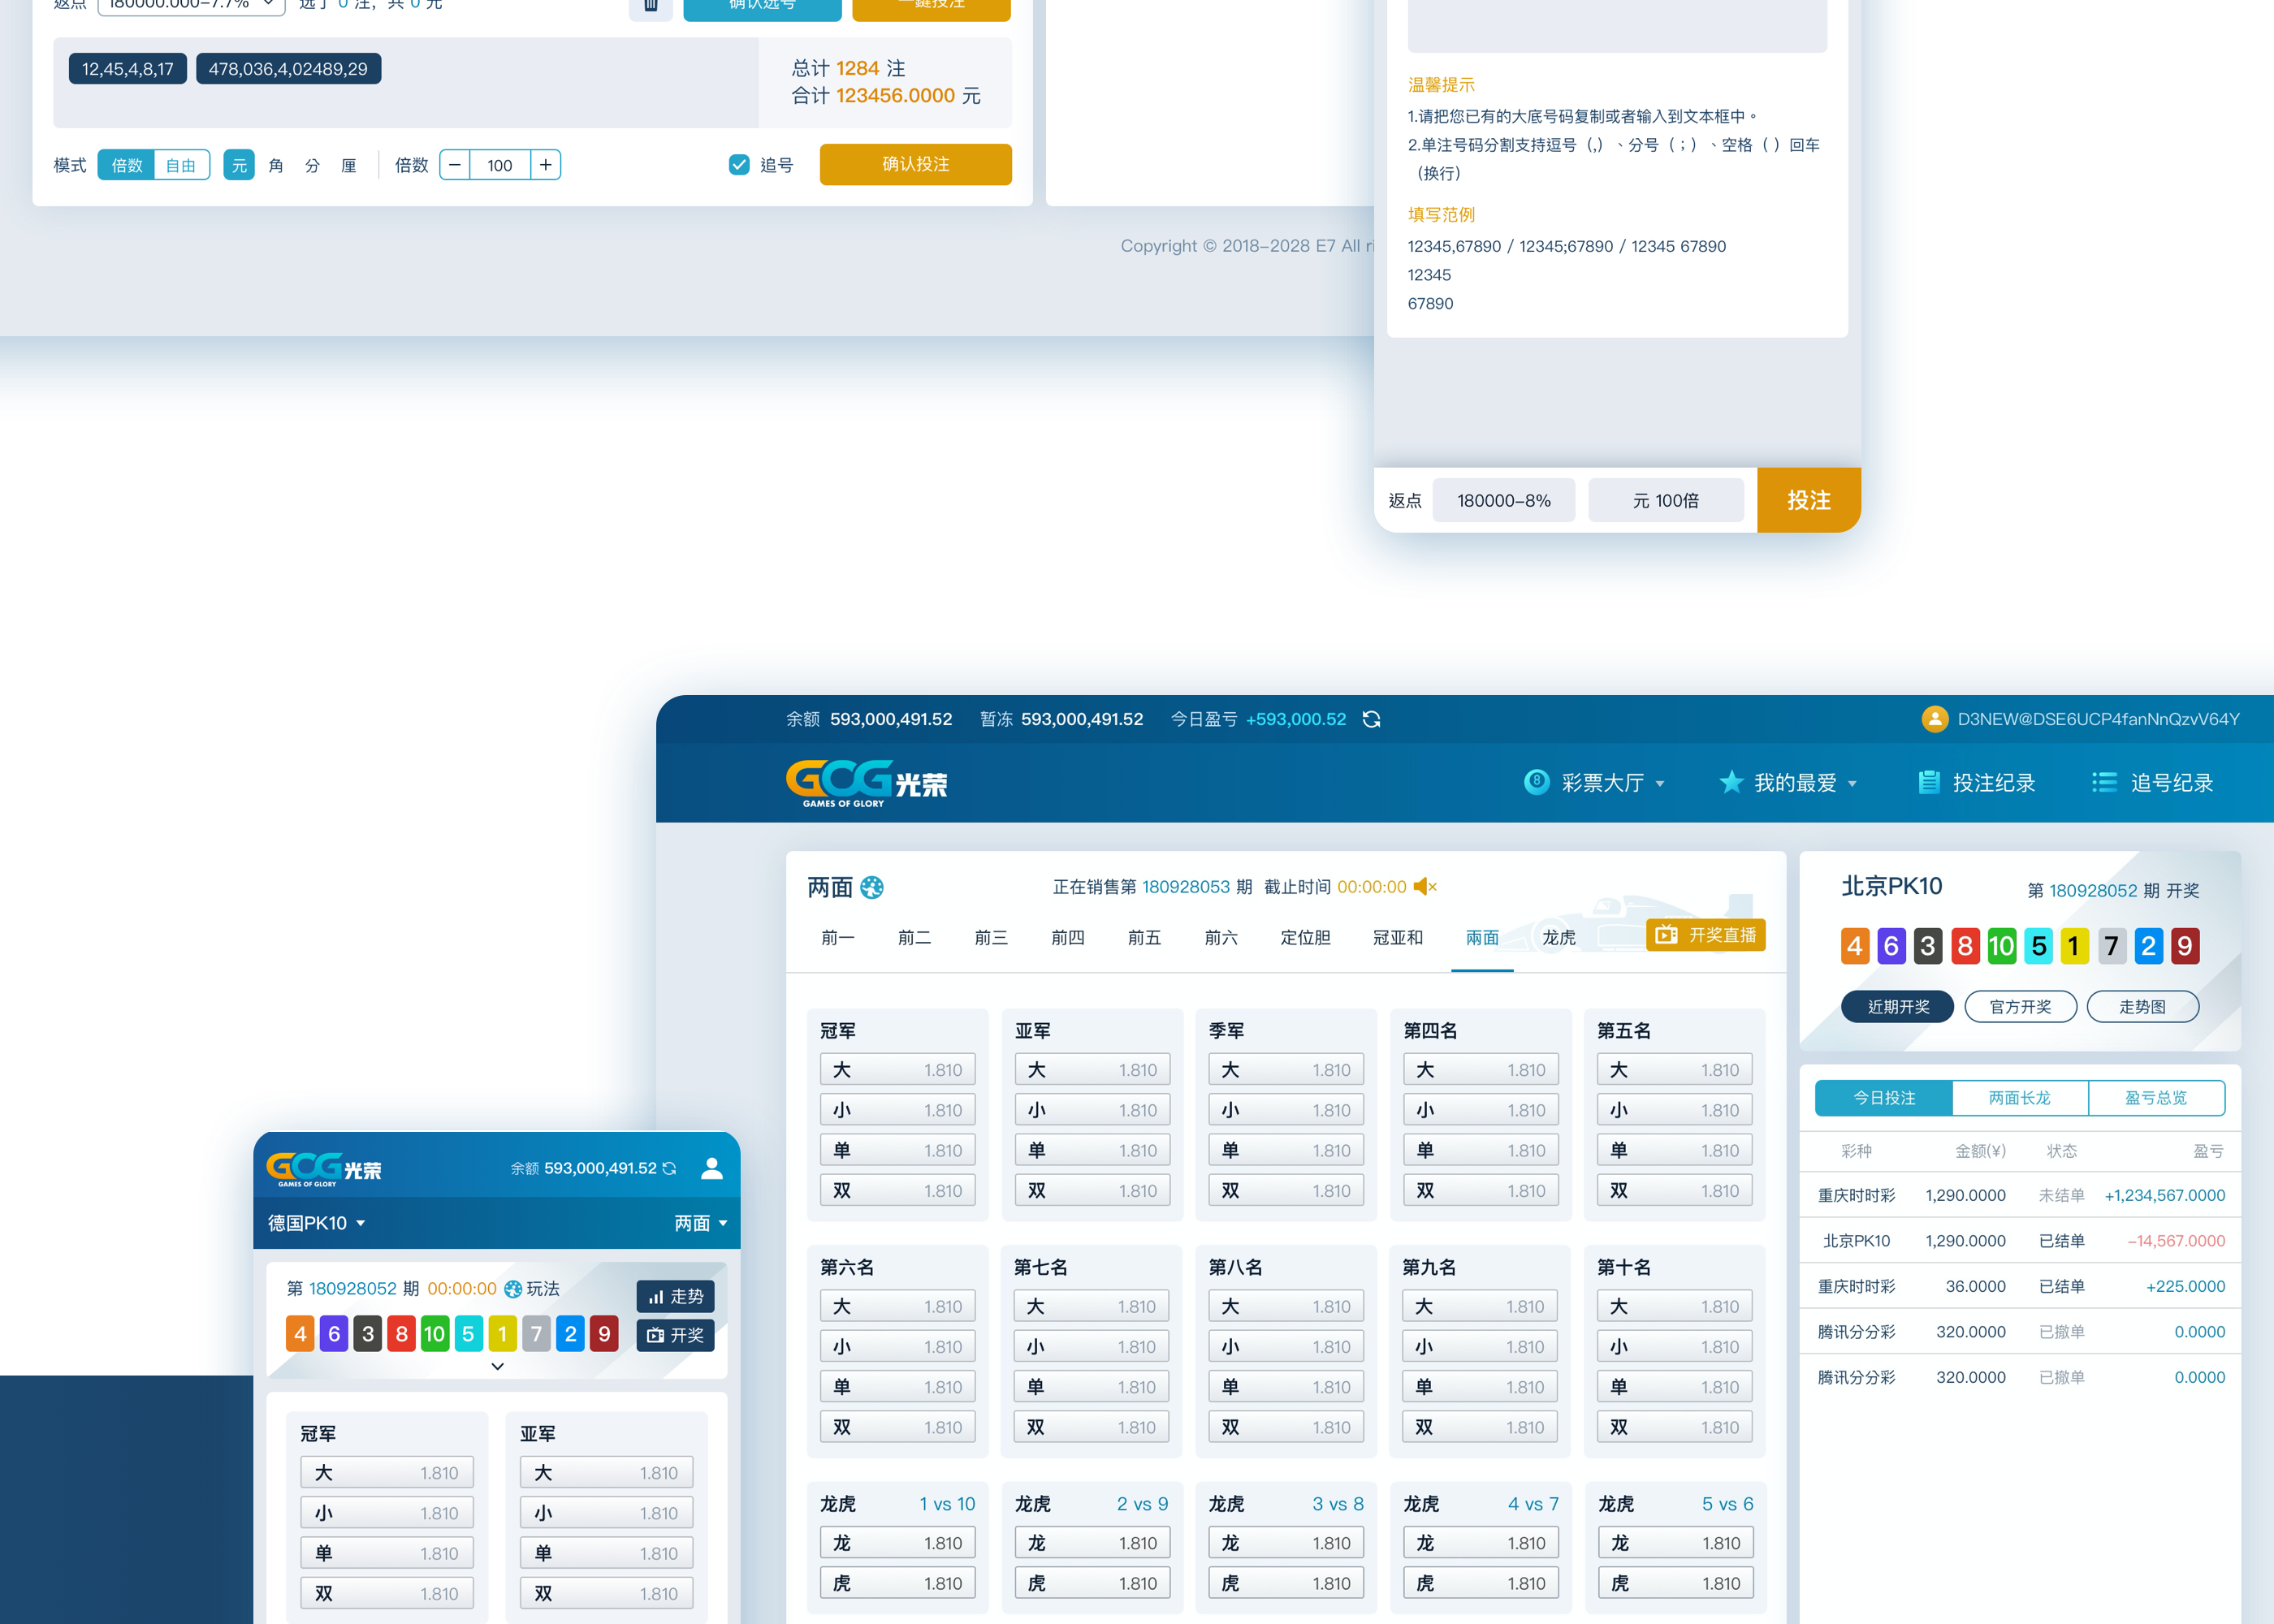 返点 180000.000-7.7% 选了 0 注, 共 0 元 确认选号 一键投注
12,45,4,8,17 478,036,4,02489,29
总计 1284 注
合计 123456.0000 元
模式 倍数 自由 元 角 分 厘 倍数 − 100 + 追号 确认投注
Copyright © 2018-2028 E7 All ri
温馨提示
1.请把您已有的大底号码复制或者输入到文本框中。
2.单注号码分割支持逗号 (,) 、分号 (;) 、空格 ( ) 回车
(换行)
填写范例
12345,67890 / 12345;67890 / 12345 67890
12345
67890
返点 180000-8% 元 100倍 投注
余额 593,000,491.52 暂冻 593,000,491.52 今日盈亏 +593,000.52 D3NEW@DSE6UCP4fanNnQzvV64Y
GOG光荣
GAMES OF GLORY
8 彩票大厅 我的最爱 投注纪录 追号纪录
两面 正在销售第 180928053 期 截止时间 00:00:00
前一 前二 前三 前四 前五 前六 定位胆 冠亚和 兩面 龙虎 开奖直播
冠军 亚军 季军 第四名 第五名
大 1.810 大 1.810 大 1.810 大 1.810 大 1.810
小 1.810 小 1.810 小 1.810 小 1.810 小 1.810
单 1.810 单 1.810 单 1.810 单 1.810 单 1.810
双 1.810 双 1.810 双 1.810 双 1.810 双 1.810
第六名 第七名 第八名 第九名 第十名
大 1.810 大 1.810 大 1.810 大 1.810 大 1.810
小 1.810 小 1.810 小 1.810 小 1.810 小 1.810
单 1.810 单 1.810 单 1.810 单 1.810 单 1.810
双 1.810 双 1.810 双 1.810 双 1.810 双 1.810
龙虎 1 vs 10 龙虎 2 vs 9 龙虎 3 vs 8 龙虎 4 vs 7 龙虎 5 vs 6
龙 1.810 龙 1.810 龙 1.810 龙 1.810 龙 1.810
虎 1.810 虎 1.810 虎 1.810 虎 1.810 虎 1.810
北京PK10 第 180928052 期 开奖
4 6 3 8 10 5 1 7 2 9
近期开奖 官方开奖 走势图
今日投注 两面长龙 盈亏总览
彩种 金额(¥) 状态 盈亏
重庆时时彩 1,290.0000 未结单 +1,234,567.0000
北京PK10 1,290.0000 已结单 -14,567.0000
重庆时时彩 36.0000 已结单 +225.0000
腾讯分分彩 320.0000 已撤单 0.0000
腾讯分分彩 320.0000 已撤单 0.0000
GOG光荣
GAMES OF GLORY
余额 593,000,491.52
德国PK10 两面
第 180928052 期 00:00:00 玩法 走势
4 6 3 8 10 5 1 7 2 9 开奖
冠军 亚军
大 1.810 大 1.810
小 1.810 小 1.810
单 1.810 单 1.810
双 1.810 双 1.810